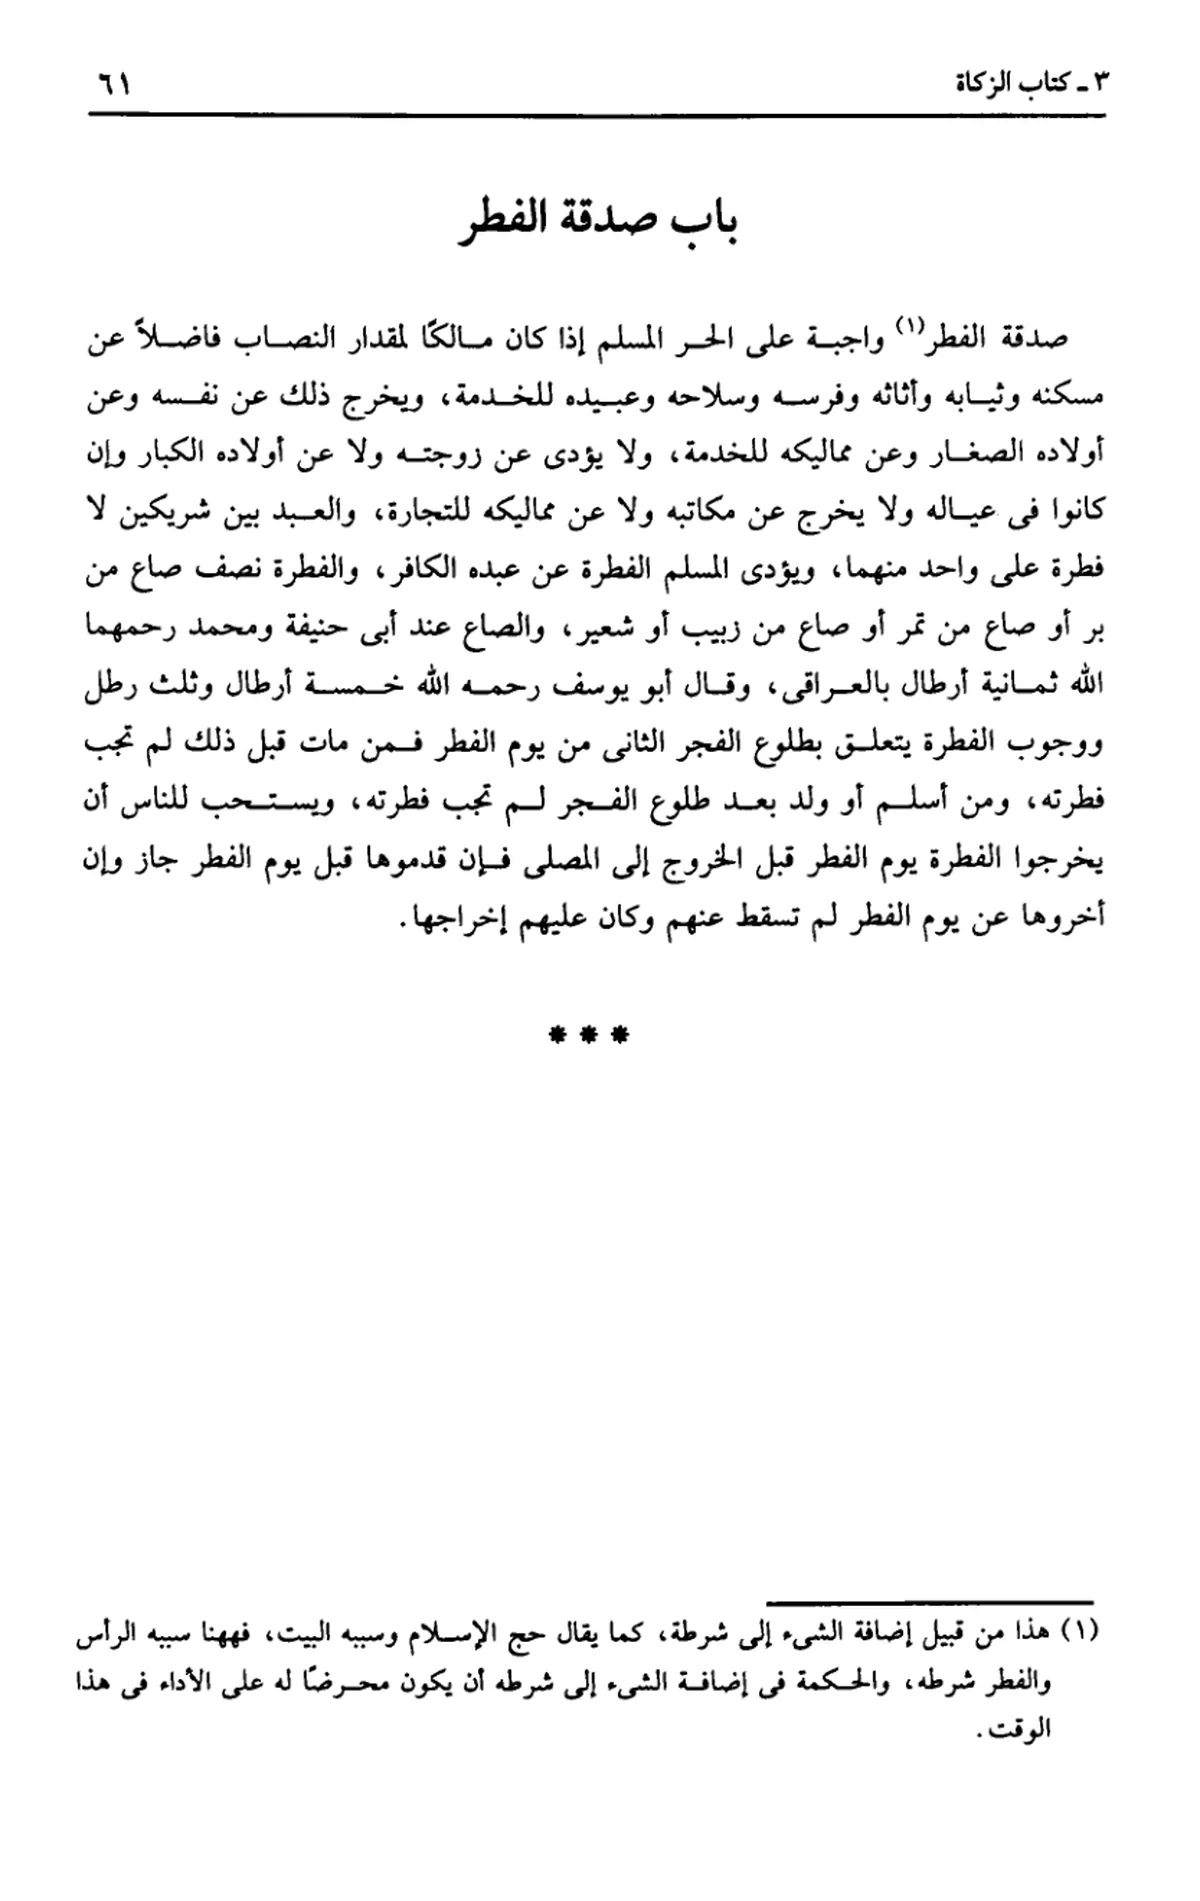 ٣ - كتاب الزكاة
٦١
باب صدقة الفطر
صدقة الفطر(١) واجبة على الحر المسلم إذا كان مالكًا لمقدار النصاب فاضلاً عن
مسكنه وثيابه وأثاثه وفرسه وسلاحه وعبيده للخدمة، ويخرج ذلك عن نفسه وعن
أولاده الصغار وعن مماليكه للخدمة، ولا يؤدى عن زوجته ولا عن أولاده الكبار وإن
كانوا فى عياله ولا يخرج عن مكاتبه ولا عن مماليكه للتجارة، والعبد بين شريكين لا
فطرة على واحد منهما، ويؤدى المسلم الفطرة عن عبده الكافر، والفطرة نصف صاع من
بر أو صاع من تمر أو صاع من زبيب أو شعير، والصاع عند أبى حنيفة ومحمد رحمهما
الله ثمانية أرطال بالعراقى، وقال أبو يوسف رحمه الله خمسة أرطال وثلث رطل
ووجوب الفطرة يتعلق بطلوع الفجر الثانى من يوم الفطر فمن مات قبل ذلك لم تجب
فطرته، ومن أسلم أو ولد بعد طلوع الفجر لم تجب فطرته، ويستحب للناس أن
يخرجوا الفطرة يوم الفطر قبل الخروج إلى المصلى فإن قدموها قبل يوم الفطر جاز وإن
أخروها عن يوم الفطر لم تسقط عنهم وكان عليهم إخراجها.
* * *
(١) هذا من قبيل إضافة الشىء إلى شرطة، كما يقال حج الإسلام وسببه البيت، فههنا سببه الرأس
والفطر شرطه، والحكمة فى إضافة الشىء إلى شرطه أن يكون محرضًا له على الأداء فى هذا
الوقت.